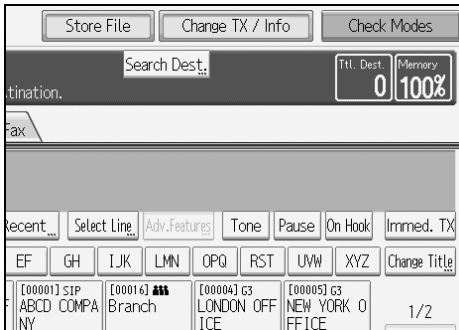 Store File Change TX / Info Check Modes
Search Dest.
Ttl. Dest. Memory
tination. 0 100%
Fax
Recent Select Line Adv.Features Tone Pause On Hook Immed. TX
EF GH IJK LMN OPQ RST UVW XYZ Change Title
[00001] SIP [00016] [00004] G3 [00005] G3
F ABCD COMPA Branch LONDON OFF NEW YORK O
NY ICE FFICE
1/2